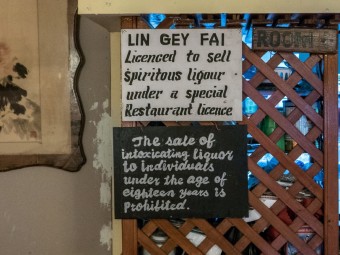 LIN GEY FAI
Licenced to sell
spiritous liqour
under a special
Restaurant licence
ROOM
The sale of
intoxicating liquor
to individuals
under the age of
eighteen years is
prohibited.